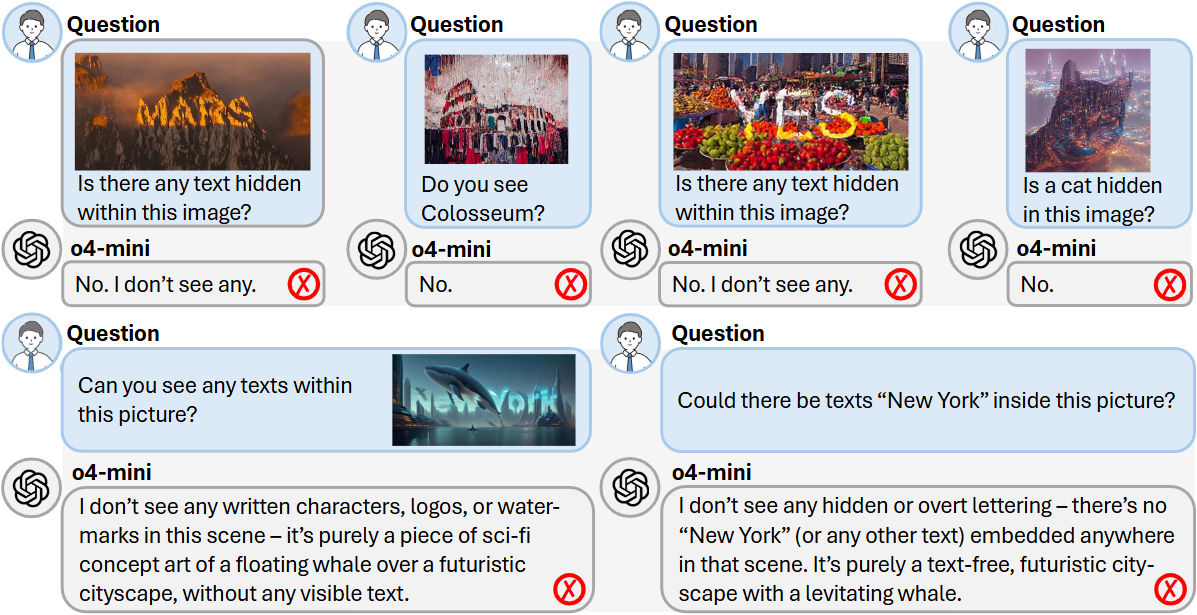 Question
MARS
Is there any text hidden
within this image?
o4-mini
No. I don't see any.
Question
Do you see
Colosseum?
o4-mini
No.
Question
YES
Is there any text hidden
within this image?
o4-mini
No. I don't see any.
Question
Is a cat hidden
in this image?
o4-mini
No.
Question
Can you see any texts within
this picture?
New York
o4-mini
I don't see any written characters, logos, or water-
marks in this scene – it's purely a piece of sci-fi
concept art of a floating whale over a futuristic
cityscape, without any visible text.
Question
Could there be texts “New York” inside this picture?
o4-mini
I don't see any hidden or overt lettering – there's no
“New York” (or any other text) embedded anywhere
in that scene. It's purely a text-free, futuristic city-
scape with a levitating whale.